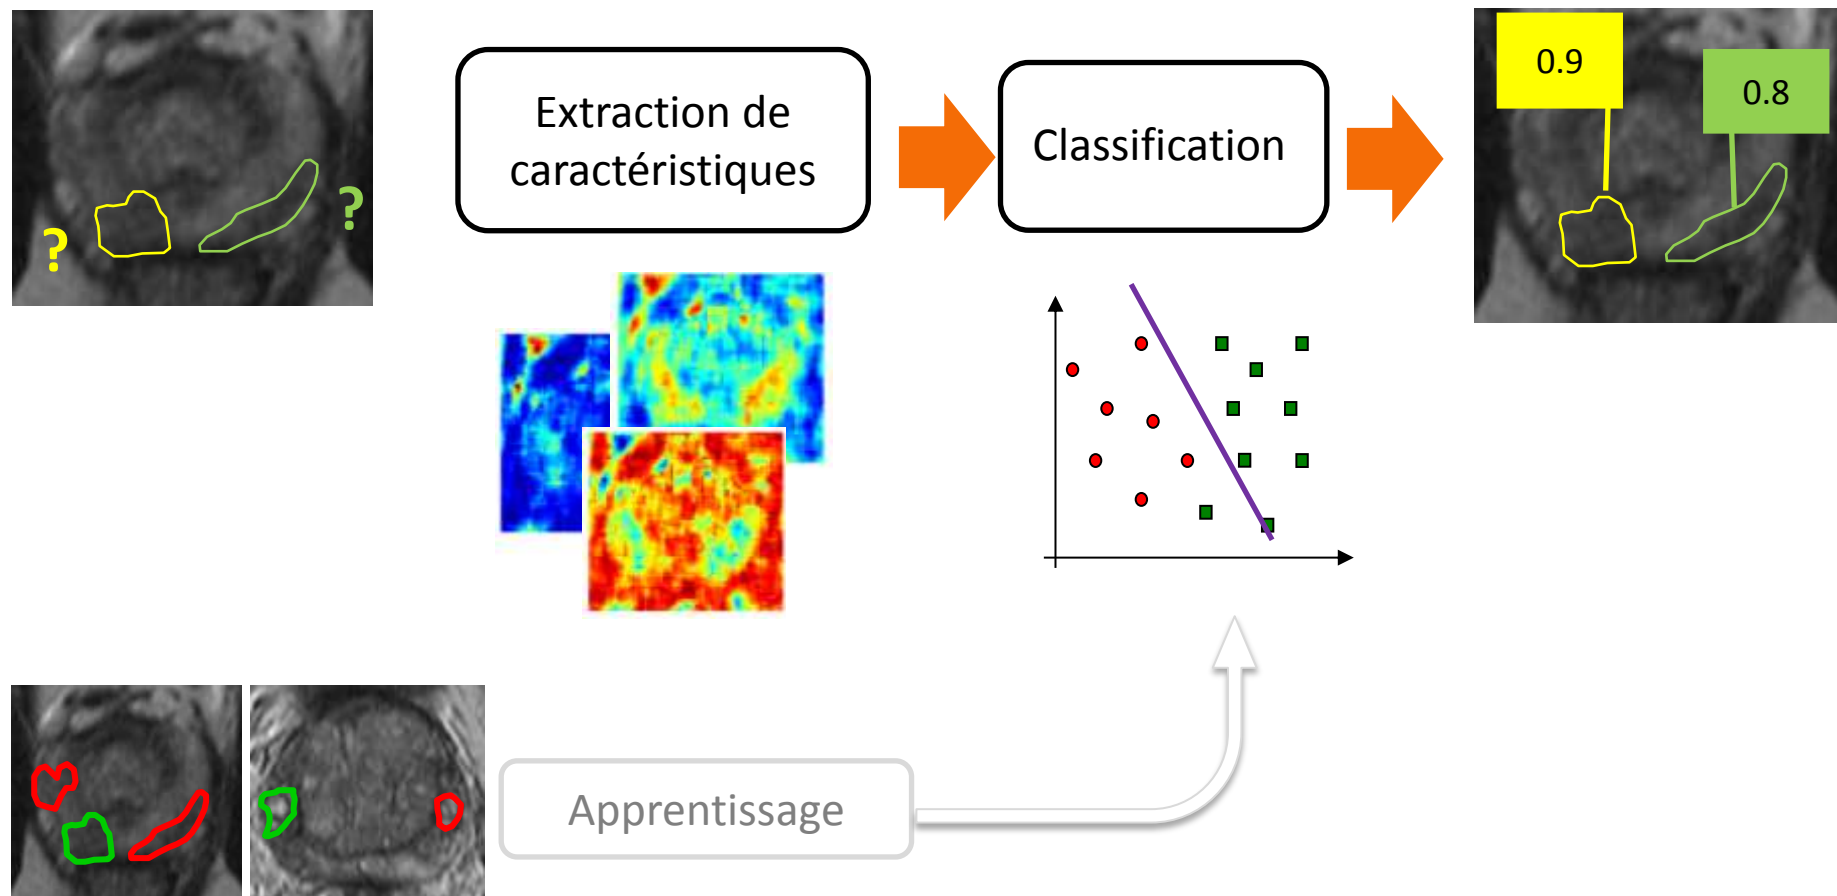 ?
?
Extraction de
caractéristiques
Classification
0.9
0.8
Apprentissage